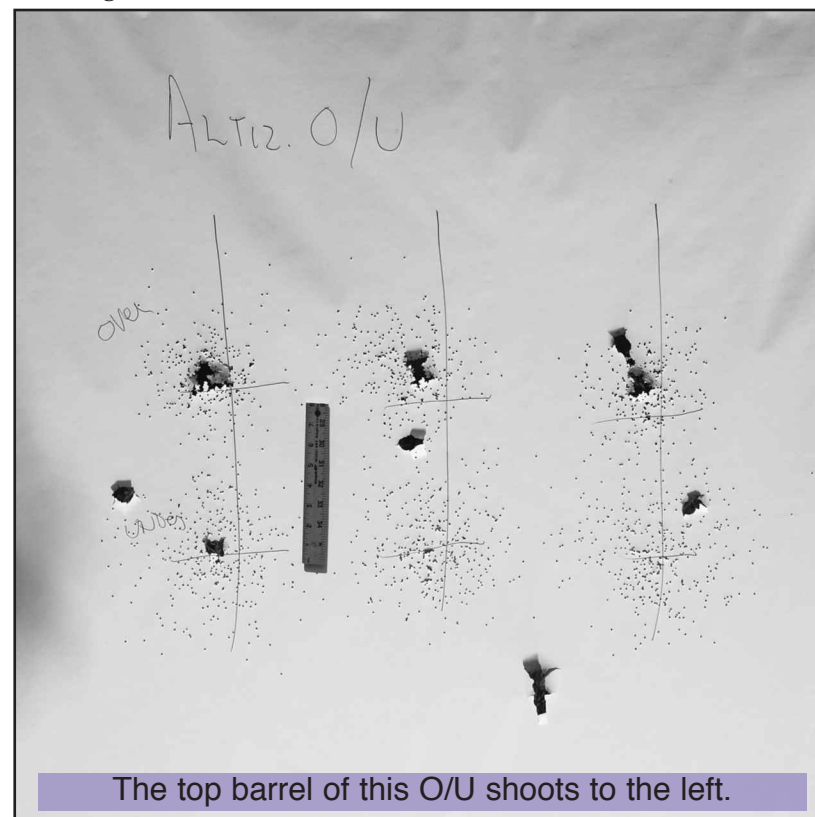 ALTIZ. O/U
over
under
The top barrel of this O/U shoots to the left.